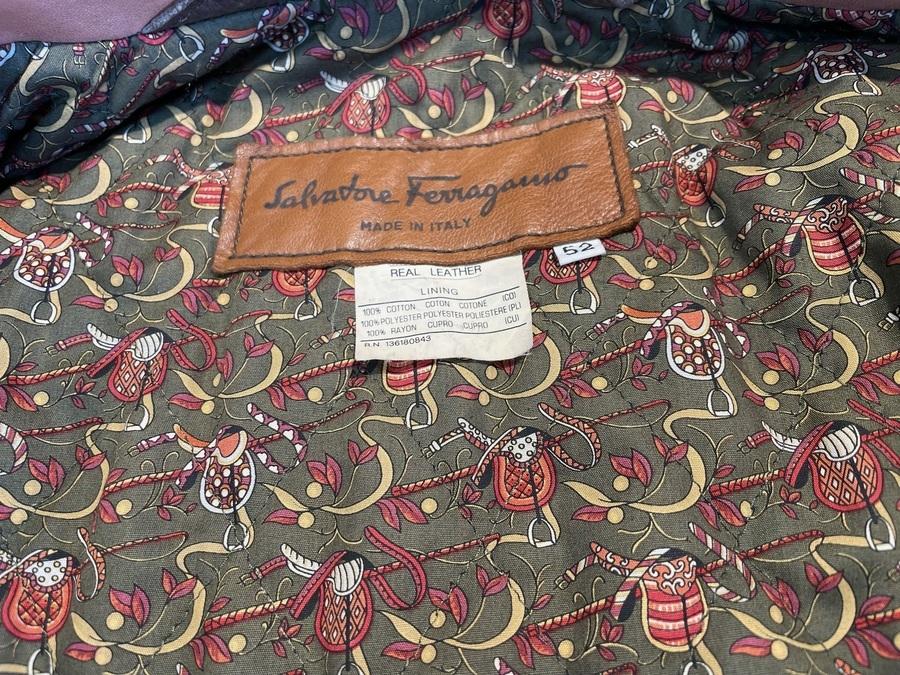 Salvatore Ferragamo
MADE IN ITALY
52
REAL LEATHER
LINING
100% COTTON COTON COTONE (CO)
100% POLYESTER POLYESTER POLIESTERE (PL)
100% RAYON CUPRO CUPRO (CU)
R.N. 136180843